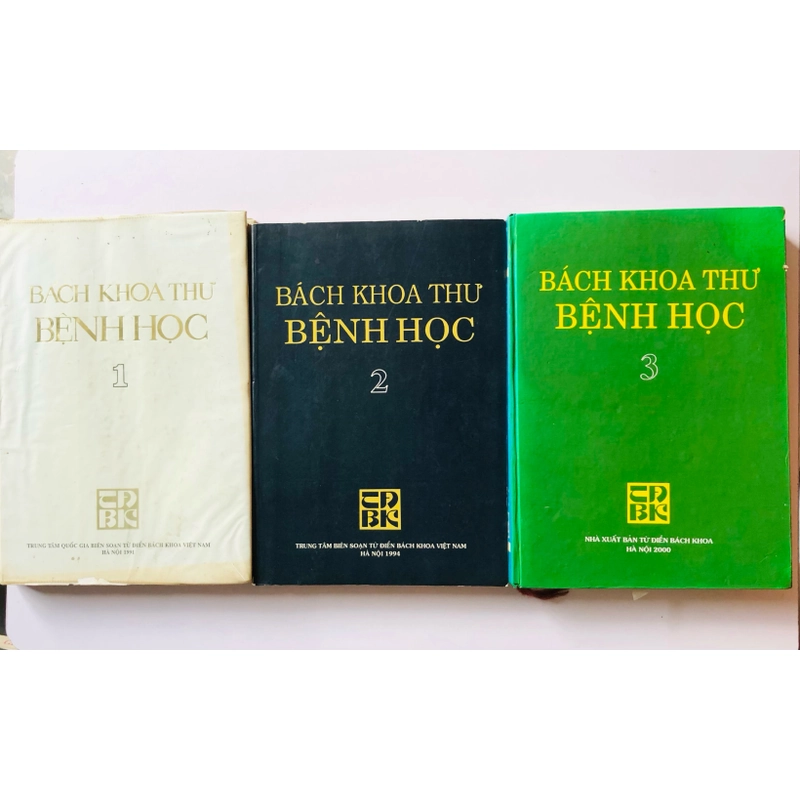 BÁCH KHOA THƯ
BỆNH HỌC
1
TĐ
BK
TRUNG TÂM QUỐC GIA BIÊN SOẠN TỪ ĐIỂN BÁCH KHOA VIỆT NAM
HÀ NỘI 1991
BÁCH KHOA THƯ
BỆNH HỌC
2
TĐ
BK
TRUNG TÂM BIÊN SOẠN TỪ ĐIỂN BÁCH KHOA VIỆT NAM
HÀ NỘI 1994
BÁCH KHOA THƯ
BỆNH HỌC
3
TĐ
BK
NHÀ XUẤT BẢN TỪ ĐIỂN BÁCH KHOA
HÀ NỘI 2000